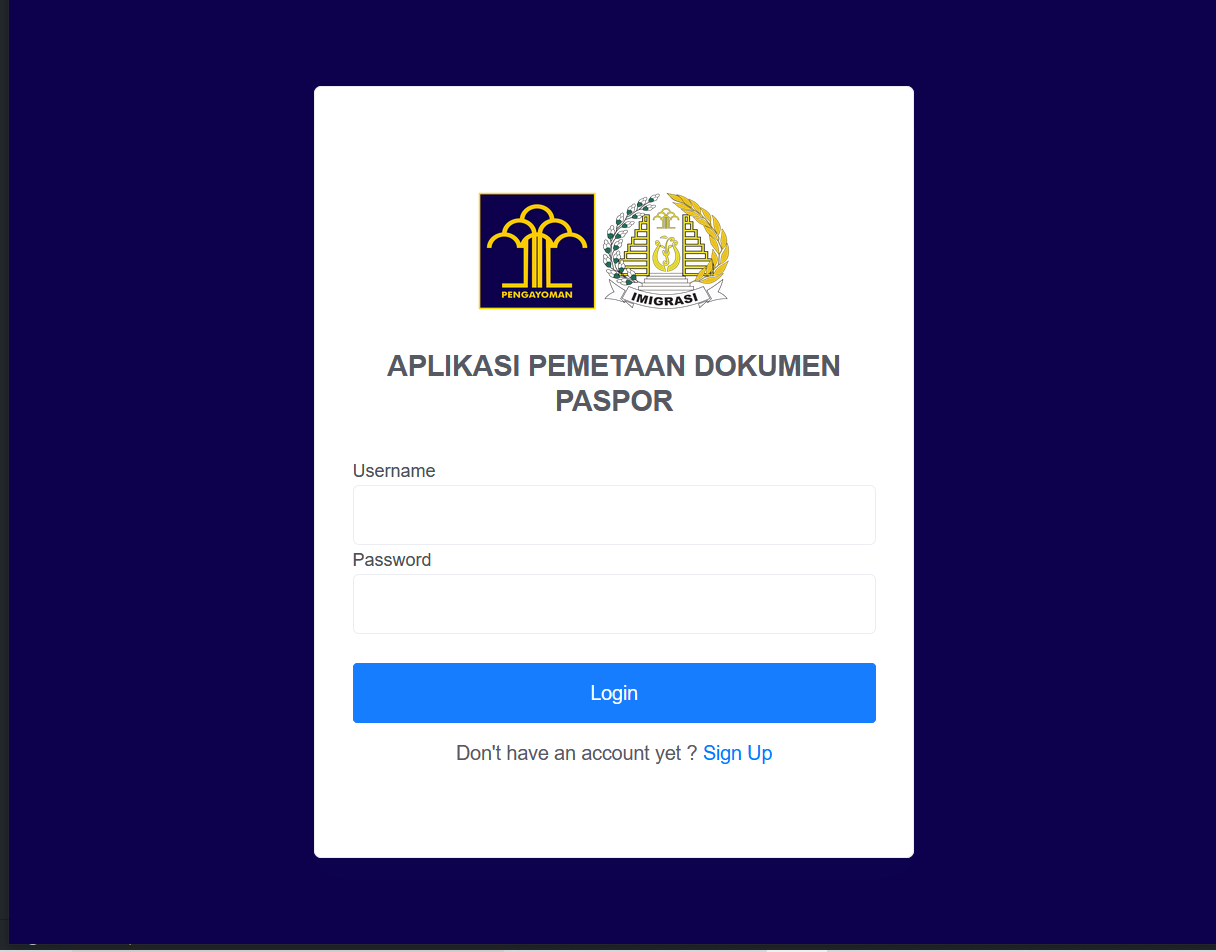 PENGAYOMAN
IMIGRASI
APLIKASI PEMETAAN DOKUMEN
PASPOR
Username
Password
Login
Don't have an account yet ? Sign Up